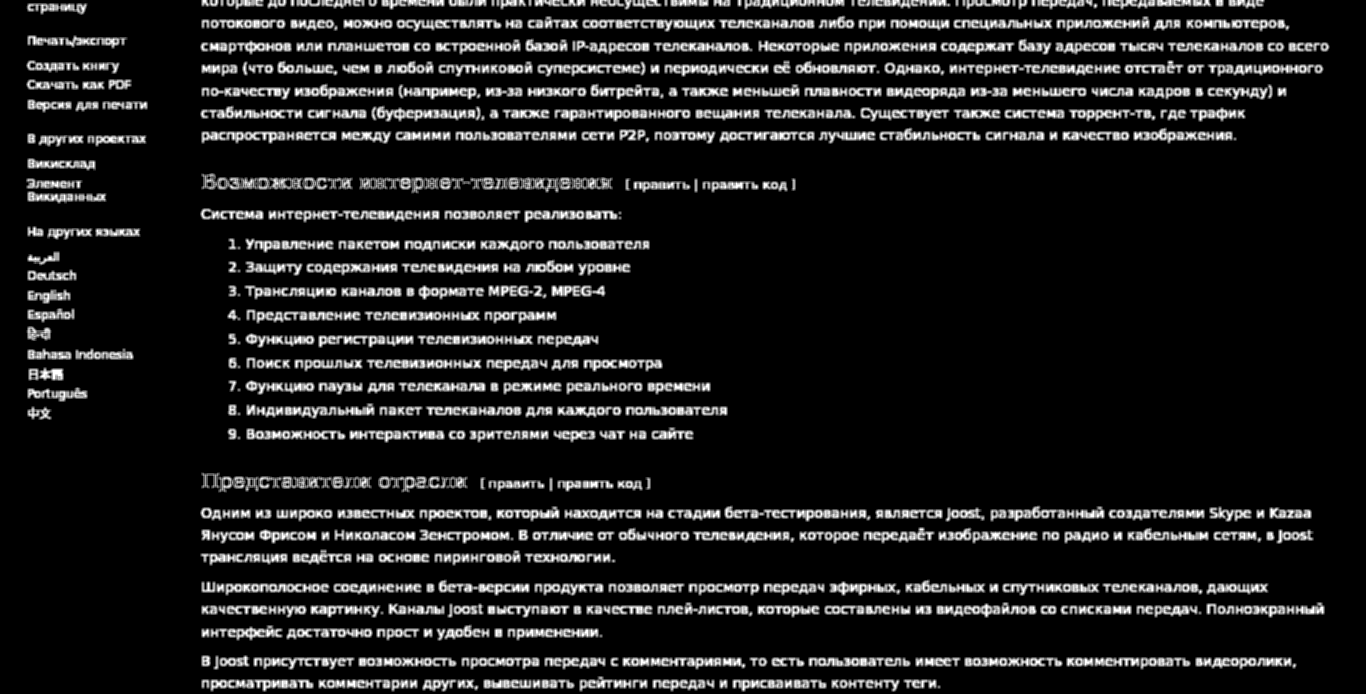 страницу
Печать/экспорт
Создать книгу
Скачать как PDF
Версия для печати
В других проектах
Викисклад
Элемент
Викиданных
На других языках
العربية
Deutsch
English
Español
हिन्दी
Bahasa Indonesia
日本語
Português
中文
которые до последнего времени были практически неосуществимы на традиционном телевидении. Просмотр передач, передаваемых в виде
потокового видео, можно осуществлять на сайтах соответствующих телеканалов либо при помощи специальных приложений для компьютеров,
смартфонов или планшетов со встроенной базой IP-адресов телеканалов. Некоторые приложения содержат базу адресов тысяч телеканалов со всего
мира (что больше, чем в любой спутниковой суперсистеме) и периодически её обновляют. Однако, интернет-телевидение отстаёт от традиционного
по-качеству изображения (например, из-за низкого битрейта, а также меньшей плавности видеоряда из-за меньшего числа кадров в секунду) и
стабильности сигнала (буферизация), а также гарантированного вещания телеканала. Существует также система торрент-тв, где трафик
распространяется между самими пользователями сети P2P, поэтому достигаются лучшие стабильность сигнала и качество изображения.
Возможности интернет-телевидения [ править | править код ]
Система интернет-телевидения позволяет реализовать:
1. Управление пакетом подписки каждого пользователя
2. Защиту содержания телевидения на любом уровне
3. Трансляцию каналов в формате MPEG-2, MPEG-4
4. Представление телевизионных программ
5. Функцию регистрации телевизионных передач
6. Поиск прошлых телевизионных передач для просмотра
7. Функцию паузы для телеканала в режиме реального времени
8. Индивидуальный пакет телеканалов для каждого пользователя
9. Возможность интерактива со зрителями через чат на сайте
Представители отрасли [ править | править код ]
Одним из широко известных проектов, который находится на стадии бета-тестирования, является Joost, разработанный создателями Skype и Kazaa
Янусом Фрисом и Николасом Зенстромом. В отличие от обычного телевидения, которое передаёт изображение по радио и кабельным сетям, в Joost
трансляция ведётся на основе пиринговой технологии.
Широкополосное соединение в бета-версии продукта позволяет просмотр передач эфирных, кабельных и спутниковых телеканалов, дающих
качественную картинку. Каналы Joost выступают в качестве плей-листов, которые составлены из видеофайлов со списками передач. Полноэкранный
интерфейс достаточно прост и удобен в применении.
В Joost присутствует возможность просмотра передач с комментариями, то есть пользователь имеет возможность комментировать видеоролики,
просматривать комментарии других, вывешивать рейтинги передач и присваивать контенту теги.